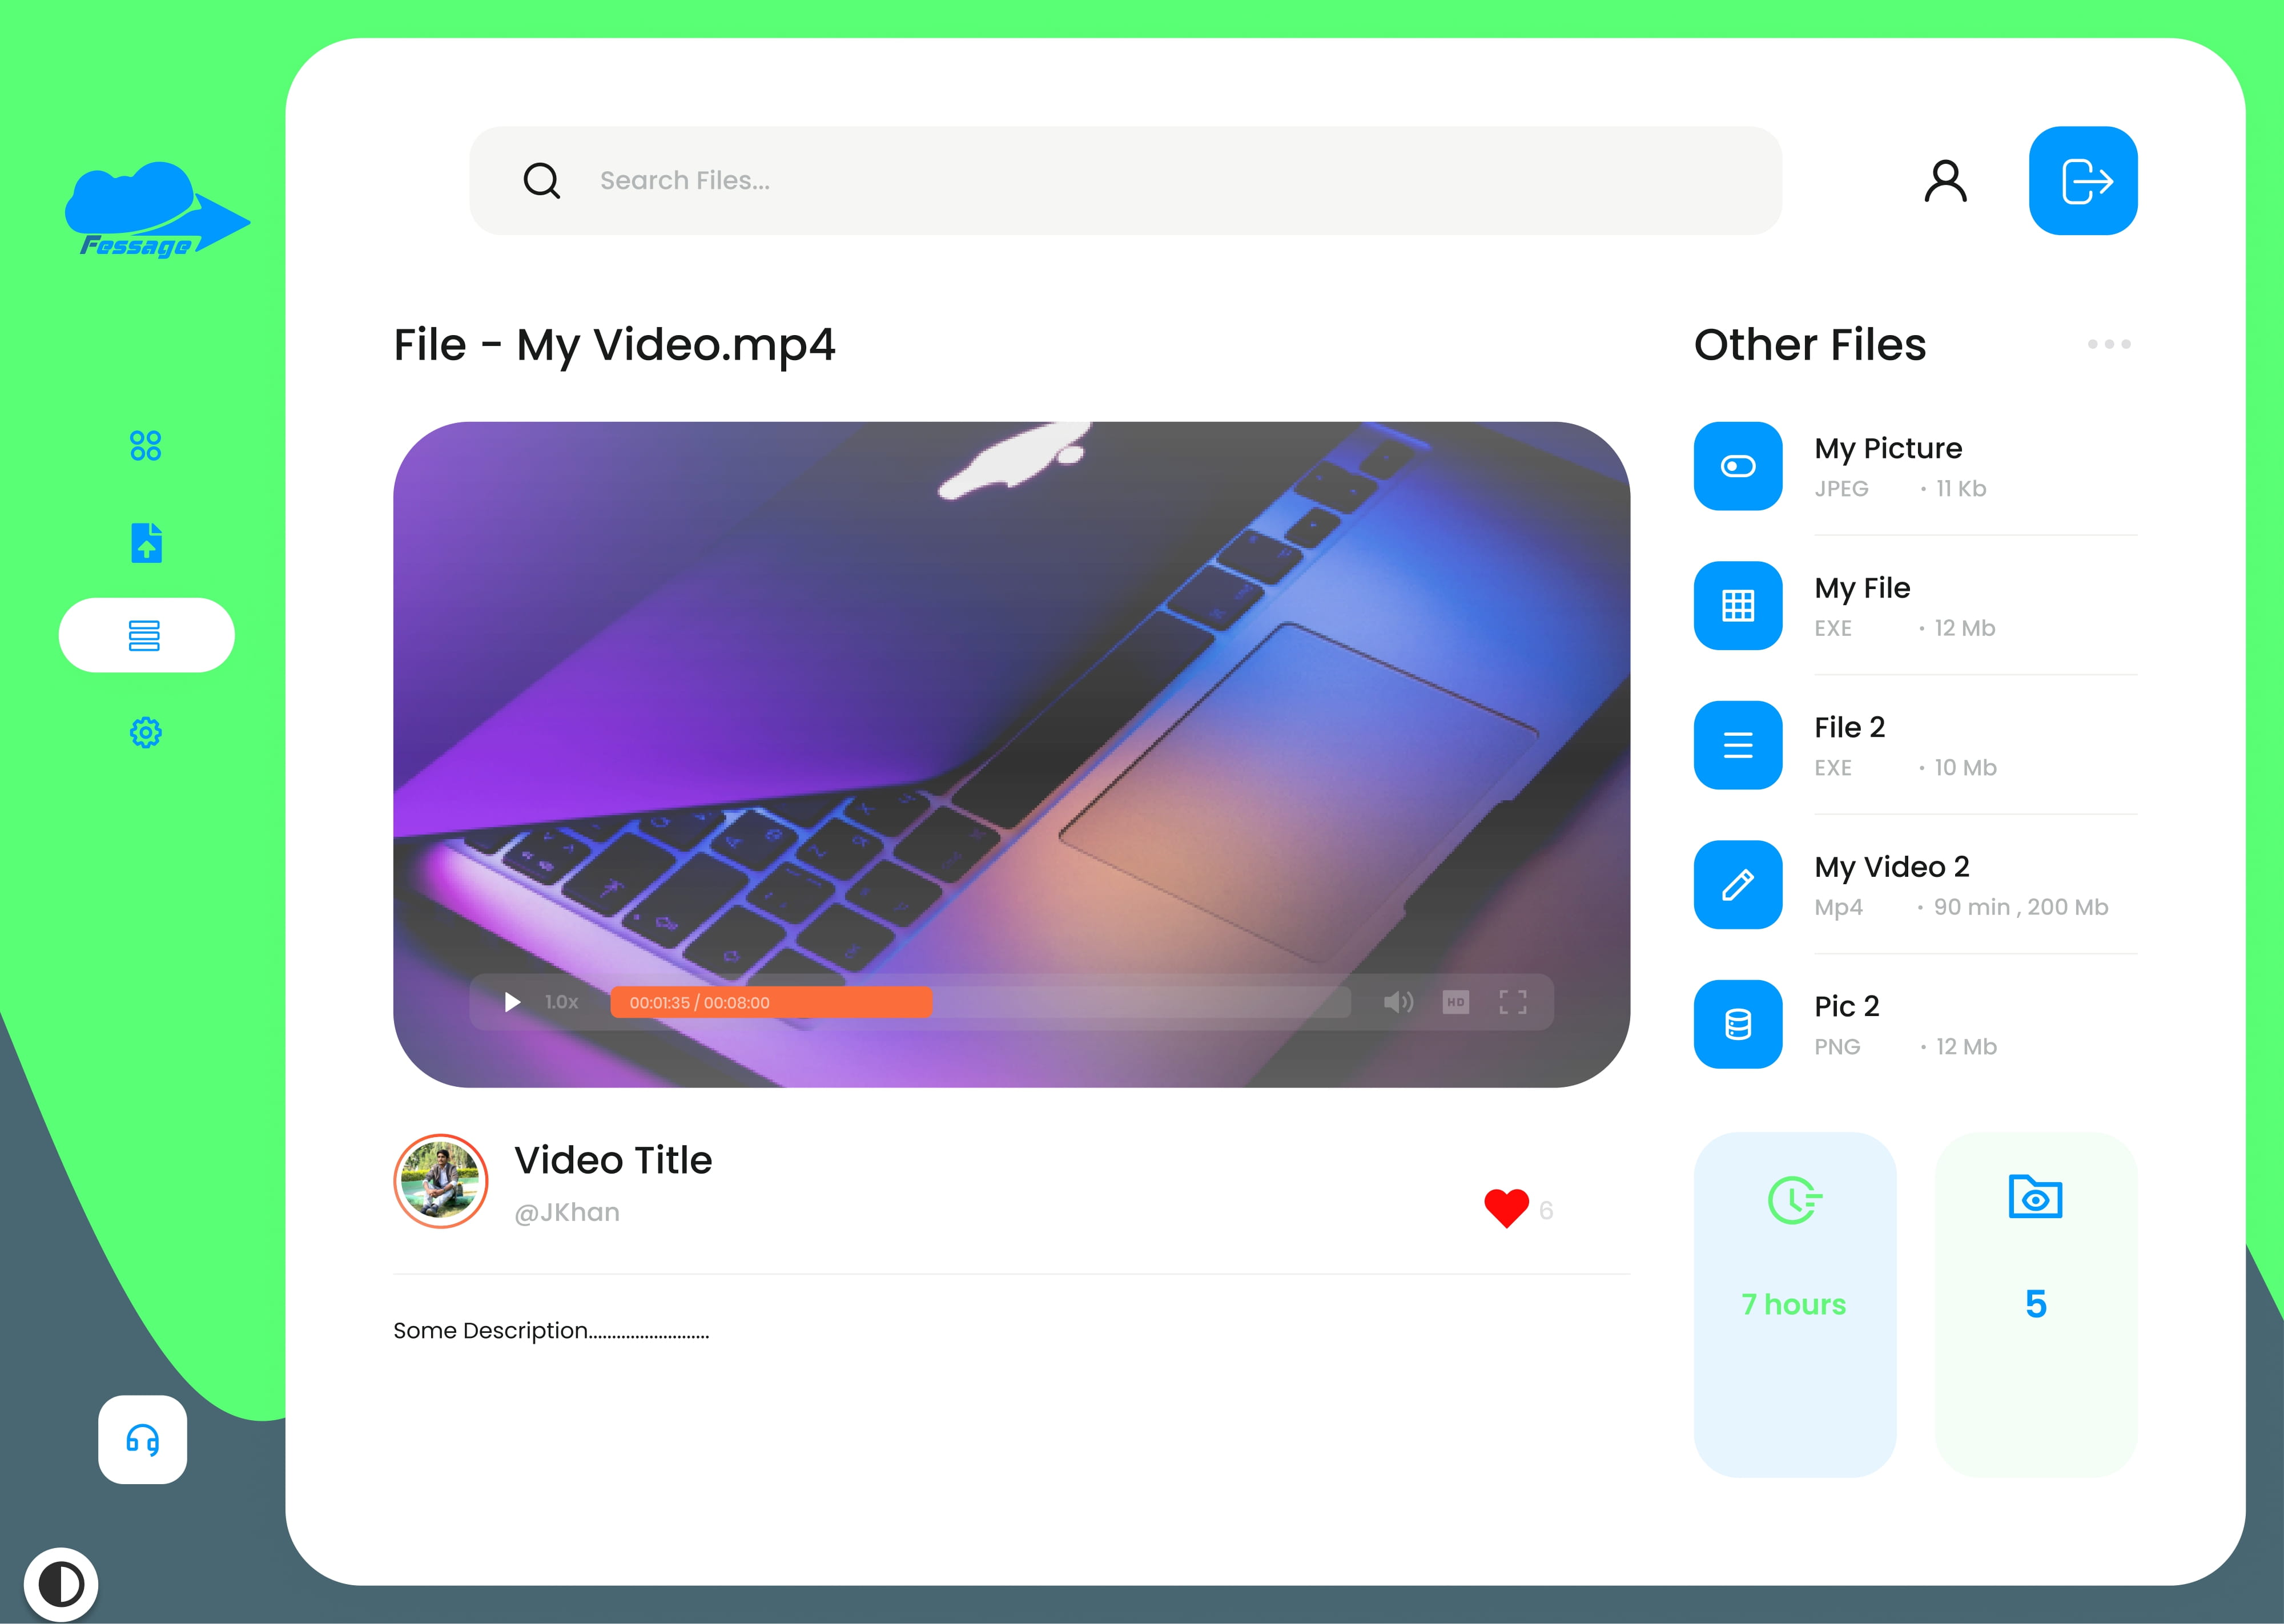 Fessage
Search Files...
File - My Video.mp4
Other Files
My Picture
JPEG • 11 Kb
My File
EXE • 12 Mb
File 2
EXE • 10 Mb
My Video 2
Mp4 • 90 min , 200 Mb
Pic 2
PNG • 12 Mb
1.0x
00:01:35 / 00:08:00
HD
Video Title
@JKhan
6
Some Description..........................
7 hours
5